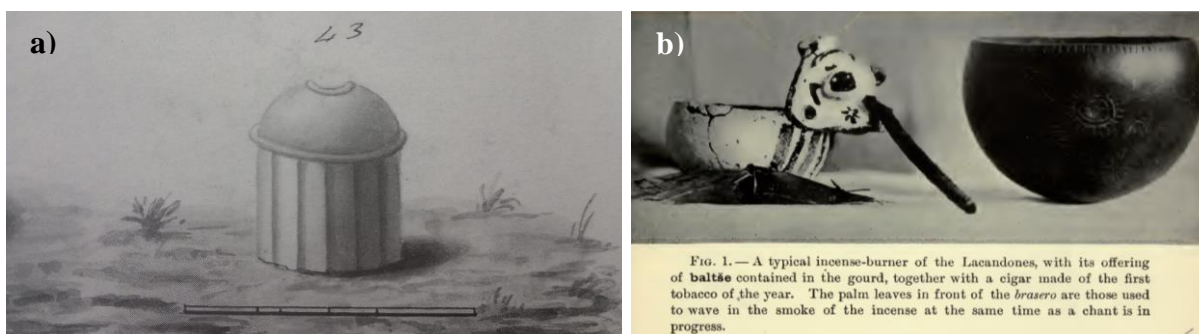 a)
43
b)
FIG. 1.—A typical incense-burner of the Lacandones, with its offering
of baltše contained in the gourd, together with a cigar made of the first
tobacco of the year. The palm leaves in front of the brasero are those used
to wave in the smoke of the incense at the same time as a chant is in
progress.